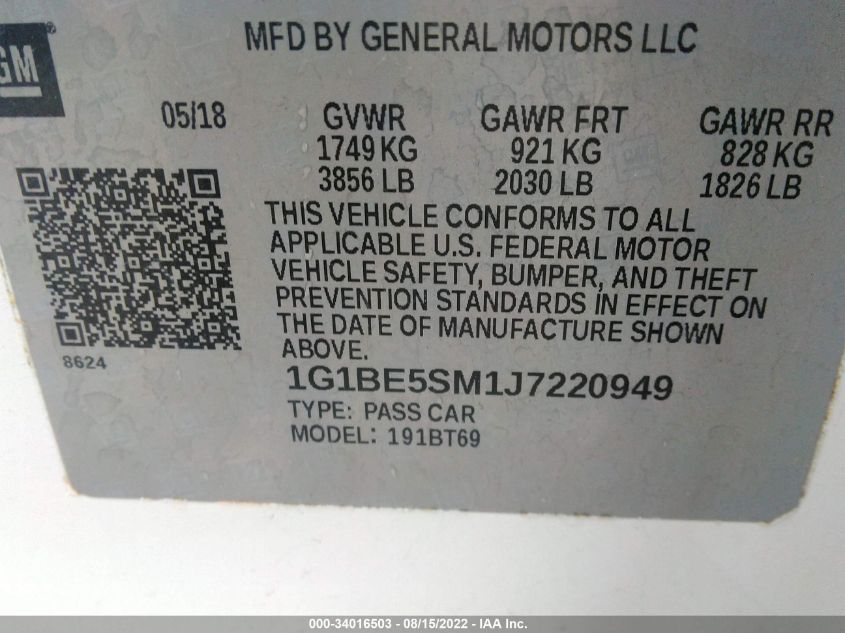 MFD BY GENERAL MOTORS LLC
GM
05/18 GVWR GAWR FRT GAWR RR
1749 KG 921 KG 828 KG
3856 LB 2030 LB 1826 LB
THIS VEHICLE CONFORMS TO ALL
APPLICABLE U.S. FEDERAL MOTOR
VEHICLE SAFETY, BUMPER, AND THEFT
PREVENTION STANDARDS IN EFFECT ON
THE DATE OF MANUFACTURE SHOWN
ABOVE.
8624
1G1BE5SM1J7220949
TYPE: PASS CAR
MODEL: 191BT69
000-34016503 - 08/15/2022 - IAA Inc.